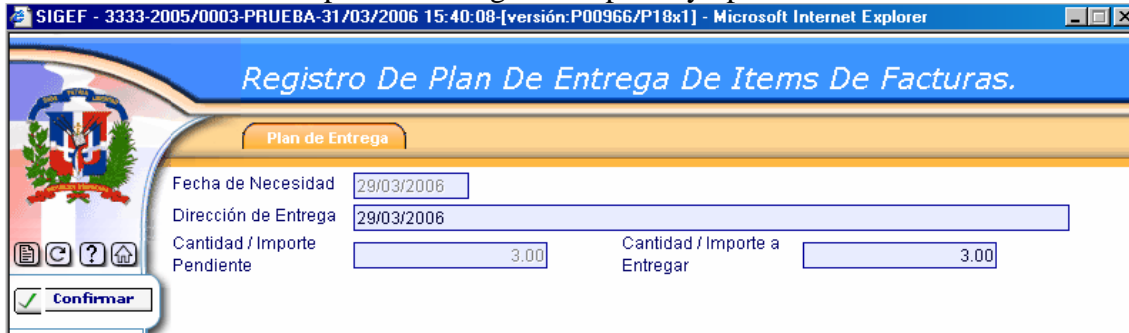 SIGEF - 3333-2005/0003-PRUEBA-31/03/2006 15:40:08-[versión:P00966/P18x1] - Microsoft Internet Explorer
Registro De Plan De Entrega De Items De Facturas.
Plan de Entrega
Fecha de Necesidad 29/03/2006
Dirección de Entrega 29/03/2006
Cantidad / Importe Pendiente 3.00 Cantidad / Importe a Entregar 3.00
Confirmar